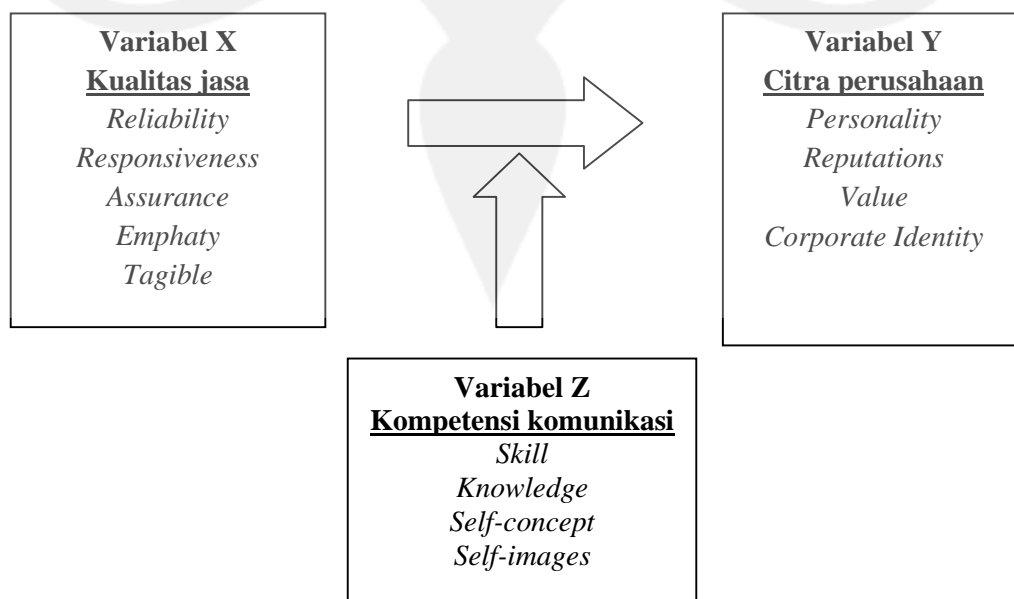 Variabel X
Kualitas jasa
Reliability
Responsiveness
Assurance
Emphaty
Tagible
Variabel Y
Citra perusahaan
Personality
Reputations
Value
Corporate Identity
Variabel Z
Kompetensi komunikasi
Skill
Knowledge
Self-concept
Self-images